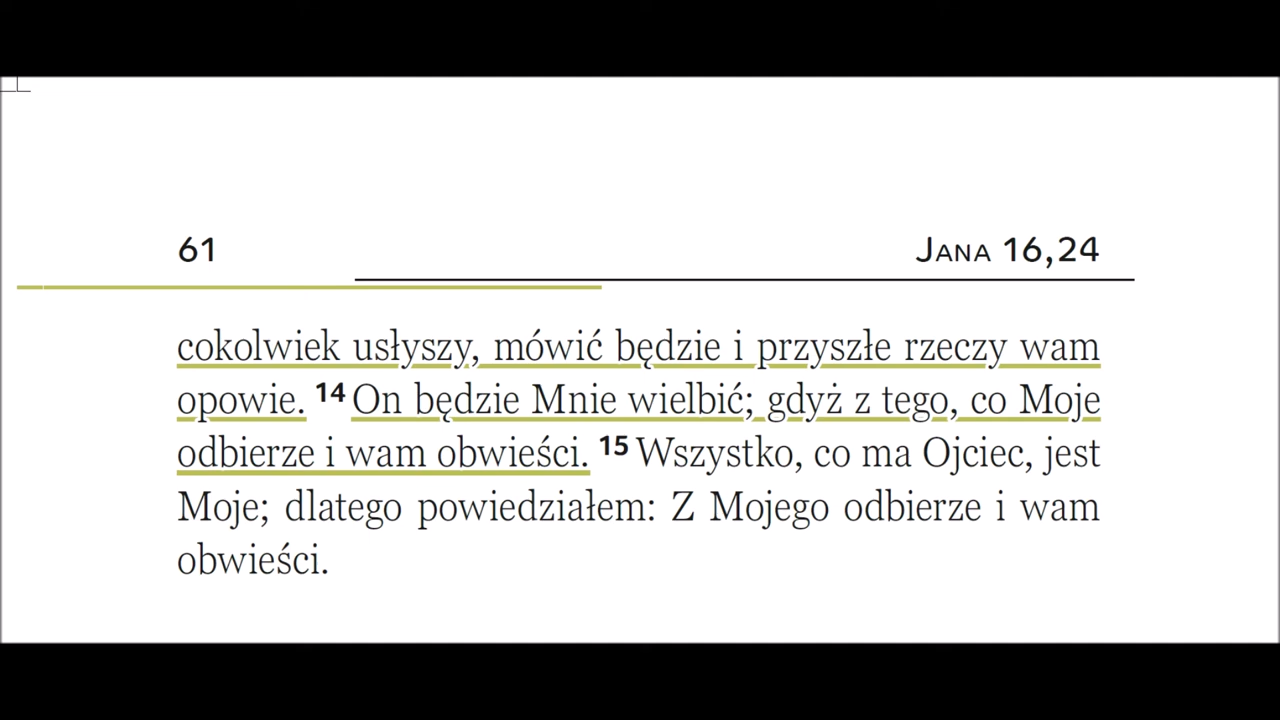 61 Jana 16,24
cokolwiek usłyszy, mówić będzie i przyszłe rzeczy wam
opowie. 14 On będzie Mnie wielbić; gdyż z tego, co Moje
odbierze i wam obwieści. 15 Wszystko, co ma Ojciec, jest
Moje; dlatego powiedziałem: Z Mojego odbierze i wam
obwieści.